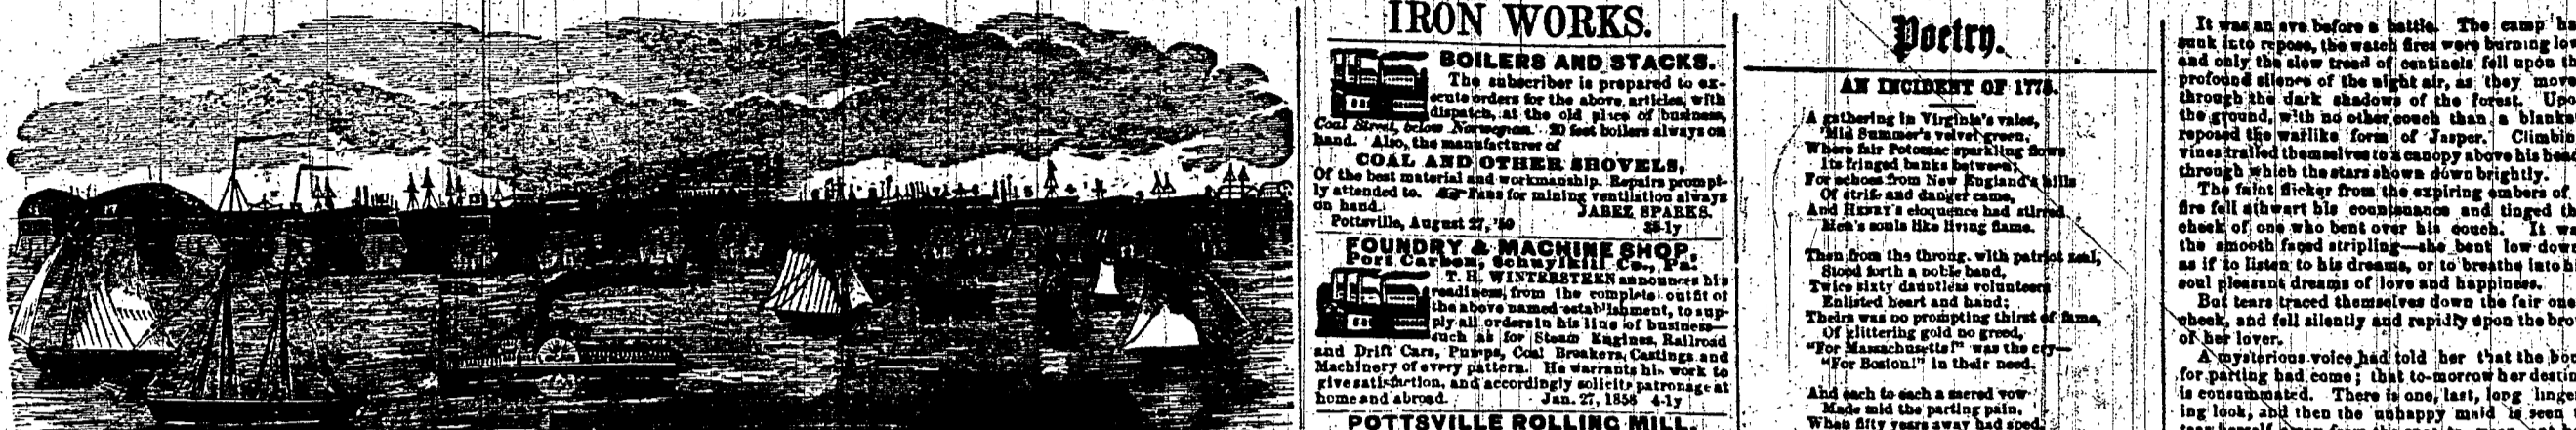 IRON WORKS.
BOILERS AND STACKS.
The subscriber is prepared to ex-
ecute orders for the above articles, with
dispatch, at the old place of business,
Coal Street, below Norwegian. 20 feet boilers always on
hand. Also, the manufacturer of
COAL AND OTHER SHOVELS,
Of the best material and workmanship. Repairs prompt-
ly attended to. Fans for mining ventilation always
on hand. JABEZ SPARKS.
Pottsville, August 27, '59 35-1y
FOUNDRY & MACHINE SHOP,
Port Carbon, Schuylkill Co., Pa.
T. H. WINTERSTEEN announces his
readiness, from the complete outfit of
the above named establishment, to sup-
ply all orders in his line of business—
such as for Steam Engines, Railroad
and Drift Cars, Pumps, Coal Breakers, Castings and
Machinery of every pattern. He warrants his work to
give satisfaction, and accordingly solicits patronage at
home and abroad. Jan. 27, 1858 4-1y
POTTSVILLE ROLLING MILL.
Poetry.
AN INCIDENT OF 1775.
A gathering in Virginia's vales,
'Mid Summer's velvet green,
Where fair Potomac sparkling flows
Its fringed banks between;
For echoes from New England's hills
Of strife and danger came,
And HENRY's eloquence had stirred
Men's souls like living flame.
Then from the throng, with patriot zeal,
Stood forth a noble band,
Twice sixty dauntless volunteers
Enlisted heart and hand;
Theirs was no prompting thirst of fame,
Of glittering gold no greed,
"For Massachusetts!" was the cry—
"For Boston!" in their need.
And each to each a sacred vow
Made mid the parting pain,
When fifty years away had sped,
It was an eve before a battle. The camp ha
sunk into repose, the watch fires were burning low
and only the slow tread of centinels fell upon th
profound silence of the night air, as they move
through the dark shadows of the forest. Upo
the ground, with no other couch than a blanke
reposed the warlike form of Jasper. Climbin
vines trailed themselves to a canopy above his head
through which the stars shown down brightly.
The faint flicker from the expiring embers of
fire fell athwart his countenance and tinged th
cheek of one who bent over his couch. It wa
the smooth faced stripling—she bent low down
as if to listen to his dreams, or to breathe into hi
soul pleasant dreams of love and happiness.
But tears traced themselves down the fair one
cheek, and fell silently and rapidly upon the bro
of her lover.
A mysterious voice had told her that the hou
for parting had come; that to-morrow her destin
is consummated. There is one, last, long linger
ing look, and then the unhappy maid is seen